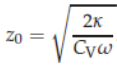 z₀ = √(2κ / (C_V ω))